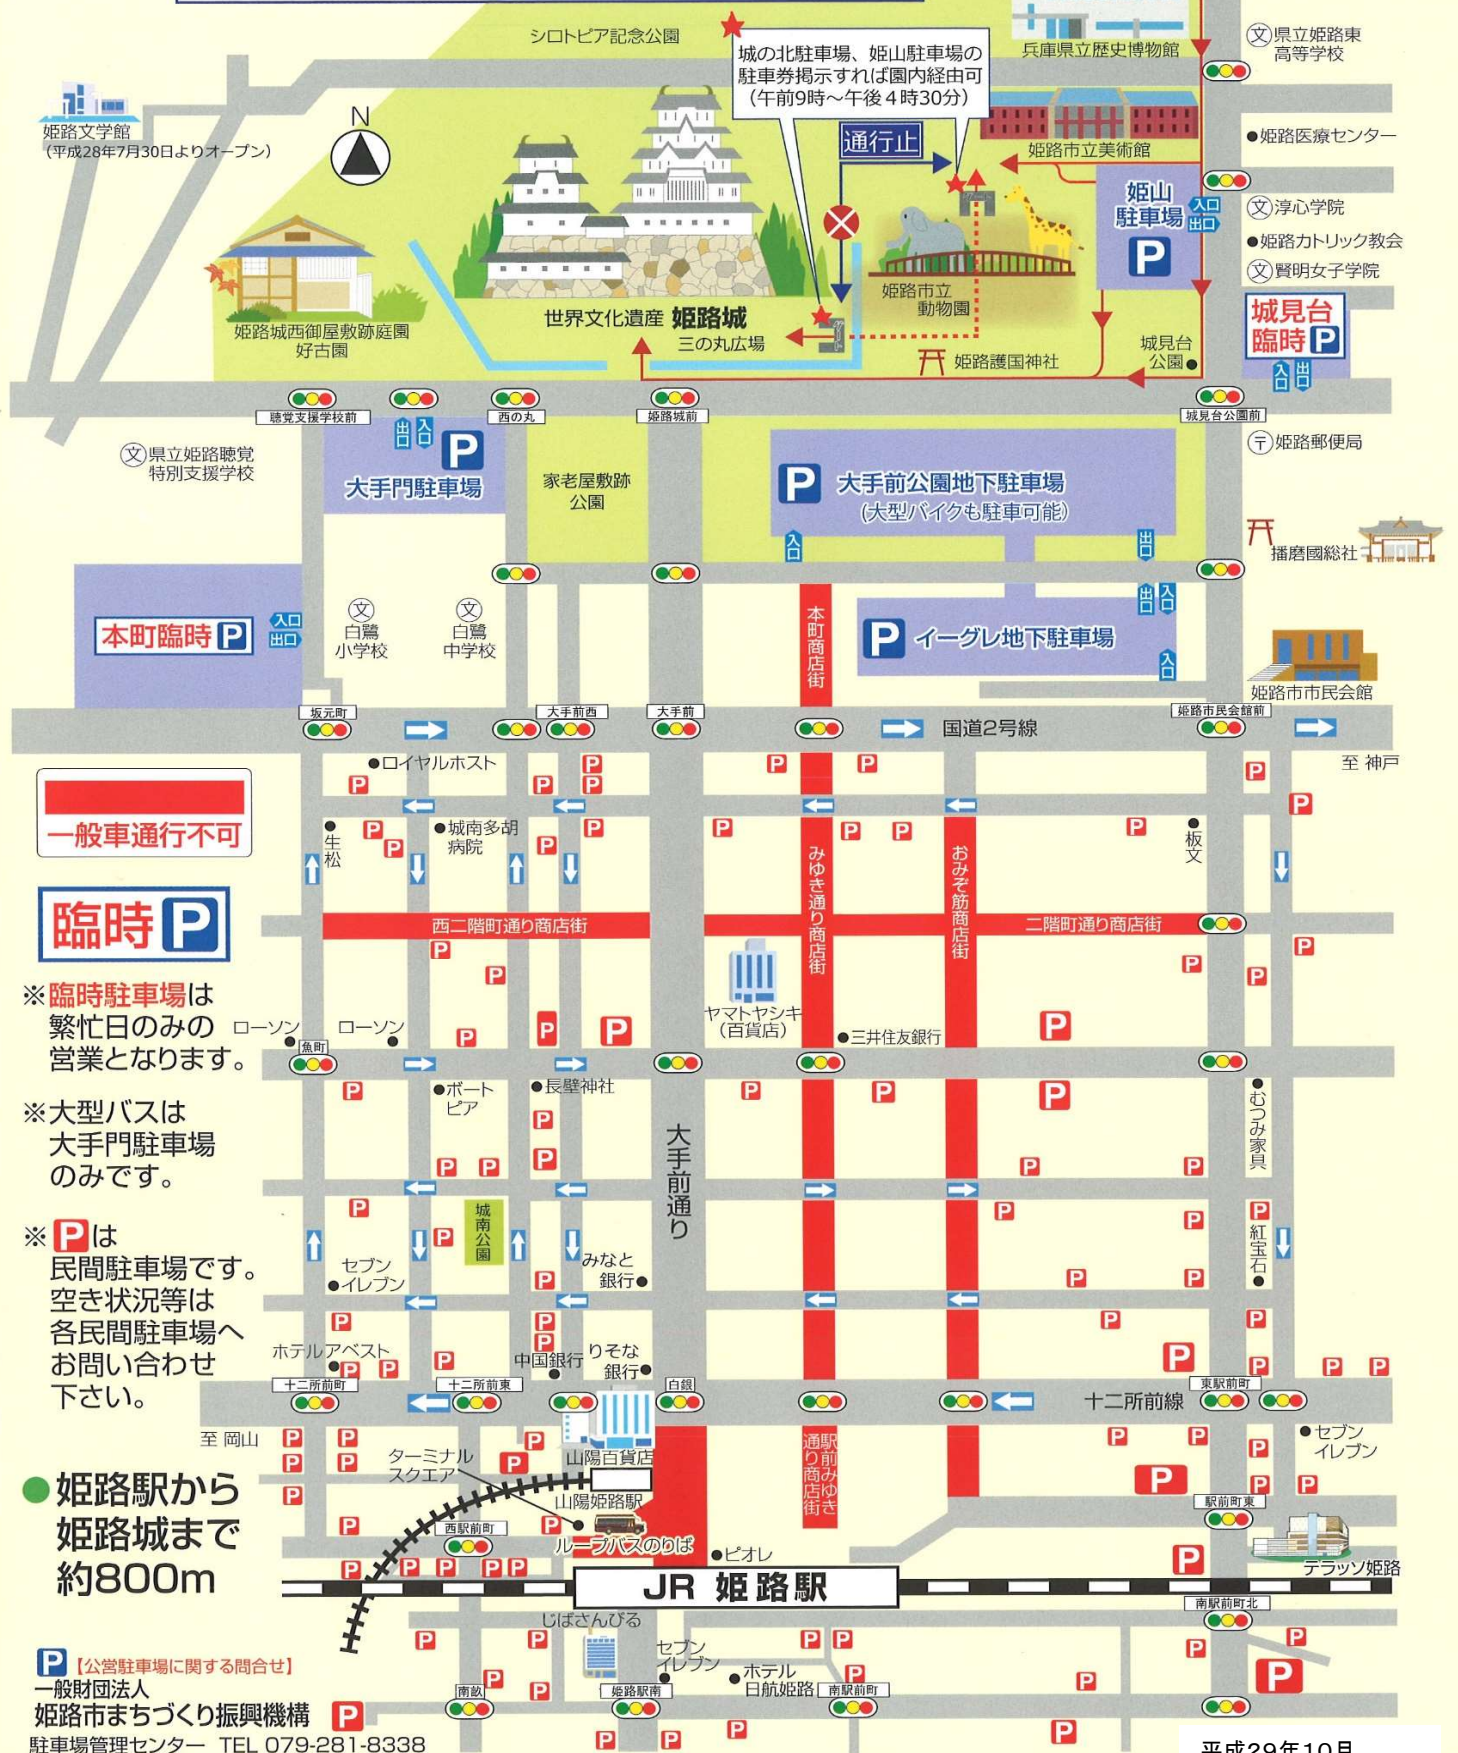 シロトピア記念公園
城の北駐車場、姫山駐車場の
駐車券掲示すれば園内経由可
（午前9時～午後4時30分）
兵庫県立歴史博物館
文 県立姫路東
高等学校
姫路文学館
（平成28年7月30日よりオープン）
N
通行止
姫路市立美術館
●姫路医療センター
姫山
駐車場
P
入口
出口
文 淳心学院
●姫路カトリック教会
文 賢明女子学院
姫路市立
動物園
城見台
臨時P
入口
出口
姫路城西御屋敷跡庭園
好古園
世界文化遺産 姫路城
三の丸広場
姫路護国神社
城見台
公園●
聴覚支援学校前
西の丸
姫路城前
城見台公園前
文 県立姫路聴覚
特別支援学校
出口
入口
P
大手門駐車場
家老屋敷跡
公園
P 大手前公園地下駐車場
（大型バイクも駐車可能）
入口
出口
〒 姫路郵便局
播磨國総社
本町臨時P
入口
出口
文
白鷺
小学校
文
白鷺
中学校
本町商店街
P イーグレ地下駐車場
出口
入口
入口
姫路市市民会館
坂元町
大手前西
大手前
姫路市民会館前
国道2号線
至 神戸
●ロイヤルホスト
一般車通行不可
●生松
●城南多胡
病院
みゆき通り商店街
おみぞ筋商店街
●板文
臨時P
西二階町通り商店街
二階町通り商店街
ヤマトヤシキ
（百貨店）
●三井住友銀行
※臨時駐車場は
繁忙日のみの
営業となります。
ローソン
ローソン
魚町
●ボート
ピア
●長壁神社
●むつみ家具
※大型バスは
大手門駐車場
のみです。
大手前通り
城南公園
※Pは
民間駐車場です。
空き状況等は
各民間駐車場へ
お問い合わせ
下さい。
セブン
●イレブン
みなと
銀行●
紅宝石●
ホテルアベスト
中国銀行
りそな
銀行●
十二所前町
十二所前東
白銀
十二所前線
東駅前町
至 岡山
ターミナル
スクエア
山陽百貨店
山陽姫路駅
駅前みゆき
通り商店街
●セブン
イレブン
●姫路駅から
姫路城まで
約800m
西駅前町
ループバスのりば
●ピオレ
駅前町東
テラッソ姫路
JR 姫路駅
じばさんびる
南駅前町北
セブン
イレブン
●ホテル
日航姫路
南畝
姫路駅南
南駅前町
P【公営駐車場に関する問合せ】
一般財団法人
姫路市まちづくり振興機構
駐車場管理センター TEL 079-281-8338
平成29年10月